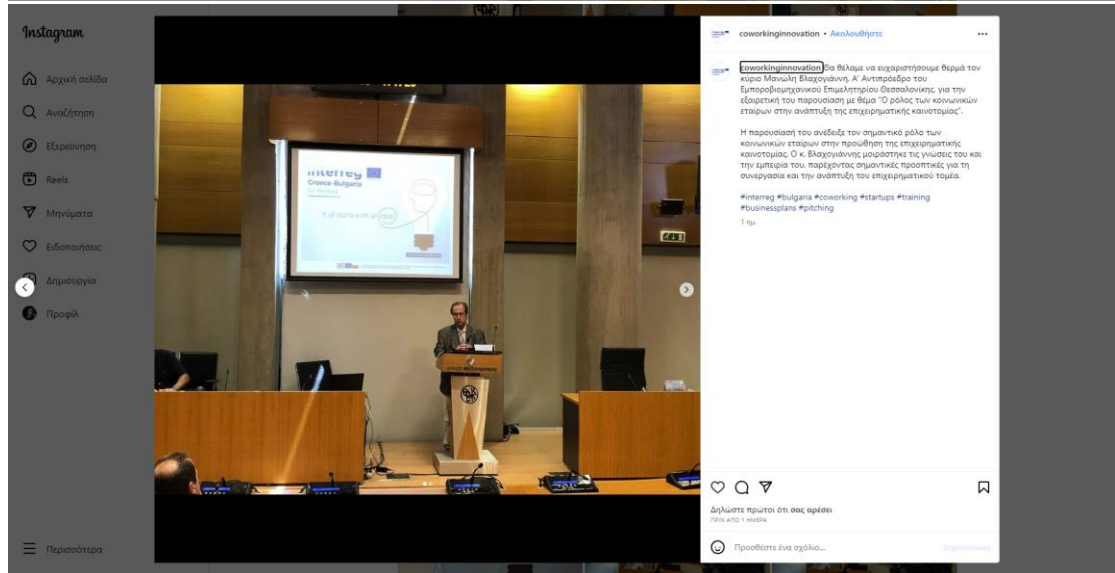 Instagram
Αρχική σελίδα
Αναζήτηση
Εξερεύνηση
Reels
Μηνύματα
Ειδοποιήσεις
Δημιουργία
Προφίλ
Περισσότερα
interreg
Greece-Bulgaria
It all starts with an idea
coworkinginnovation • Ακολουθήστε
coworkinginnovation Θα θέλαμε να ευχαριστήσουμε θερμά τον
κύριο Μανώλη Βλαχογιάννη, Α' Αντιπρόεδρο του
Εμποροβιομηχανικού Επιμελητηρίου Θεσσαλονίκης, για την
εξαιρετική του παρουσίαση με θέμα "Ο ρόλος των κοινωνικών
εταίρων στην ανάπτυξη της επιχειρηματικής καινοτομίας".
Η παρουσίασή του ανέδειξε τον σημαντικό ρόλο των
κοινωνικών εταίρων στην προώθηση της επιχειρηματικής
καινοτομίας. Ο κ. Βλαχογιάννης μοιράστηκε τις γνώσεις του και
την εμπειρία του, παρέχοντας σημαντικές προοπτικές για τη
συνεργασία και την ανάπτυξη του επιχειρηματικού τομέα.
#interreg #bulgaria #coworking #startups #training
#businessplans #pitching
1 ημ.
Δηλώστε πρώτοι ότι σας αρέσει
ΠΡΙΝ ΑΠΟ 1 ΗΜΕΡΑ
Προσθέστε ένα σχόλιο...
Δημοσίευση